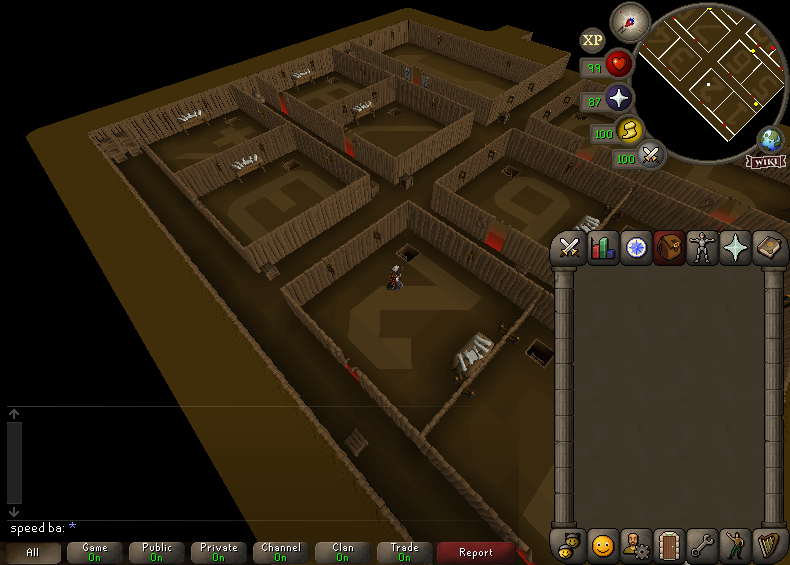 XP
99
87
100
100
WIKI
2
speed ba: *
All
Game
On
Public
On
Private
On
Channel
On
Clan
On
Trade
On
Report